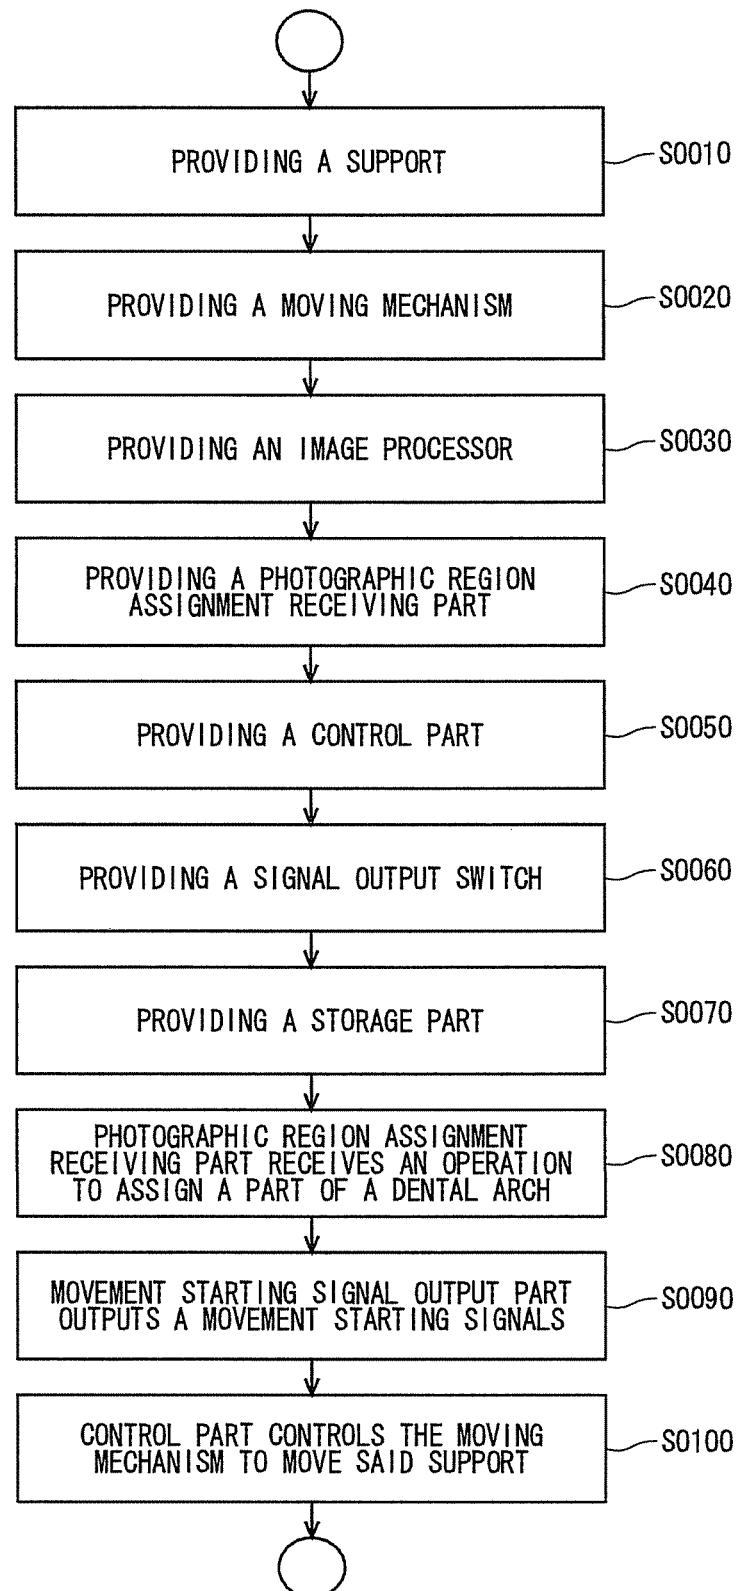 PROVIDING A SUPPORT
S0010
PROVIDING A MOVING MECHANISM
S0020
PROVIDING AN IMAGE PROCESSOR
S0030
PROVIDING A PHOTOGRAPHIC REGION
ASSIGNMENT RECEIVING PART
S0040
PROVIDING A CONTROL PART
S0050
PROVIDING A SIGNAL OUTPUT SWITCH
S0060
PROVIDING A STORAGE PART
S0070
PHOTOGRAPHIC REGION ASSIGNMENT
RECEIVING PART RECEIVES AN OPERATION
TO ASSIGN A PART OF A DENTAL ARCH
S0080
MOVEMENT STARTING SIGNAL OUTPUT PART
OUTPUTS A MOVEMENT STARTING SIGNALS
S0090
CONTROL PART CONTROLS THE MOVING
MECHANISM TO MOVE SAID SUPPORT
S0100